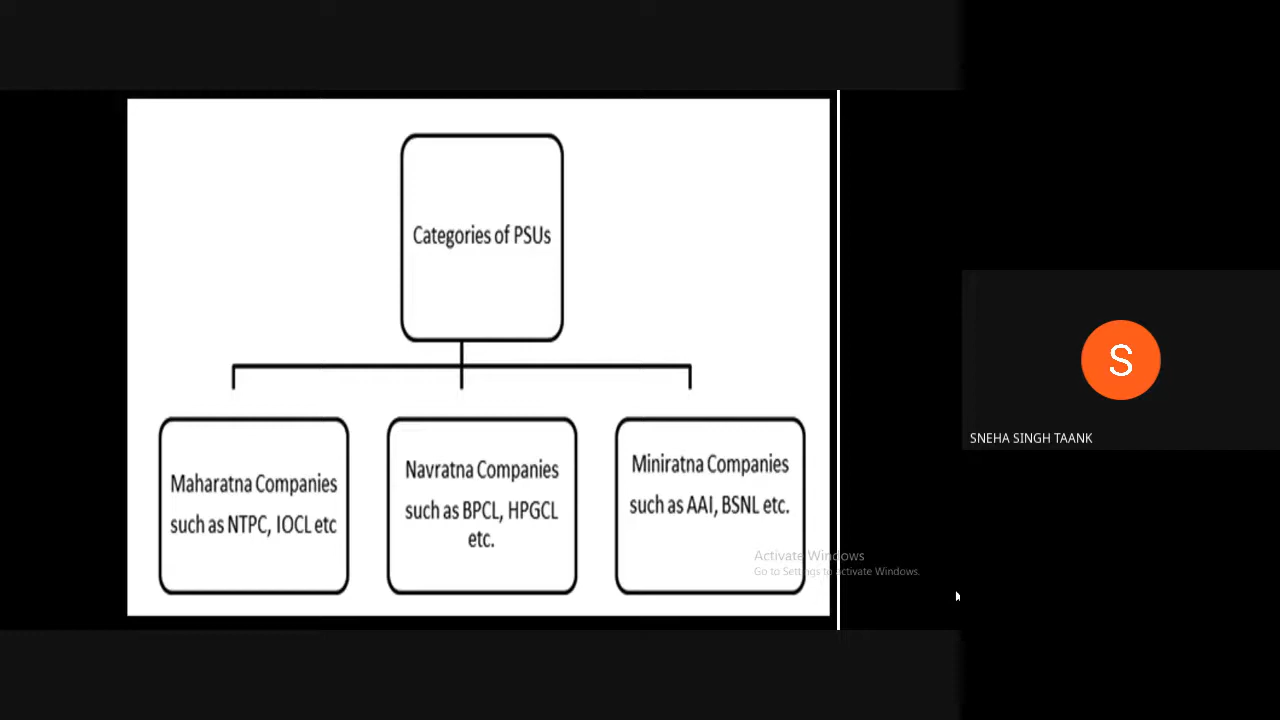 Categories of PSUs
Maharatna Companies
such as NTPC, IOCL etc
Navratna Companies
such as BPCL, HPGCL
etc.
Miniratna Companies
such as AAI, BSNL etc.
Activate Windows
Go to Settings to Activate Windows.
S
SNEHA SINGH TAANK